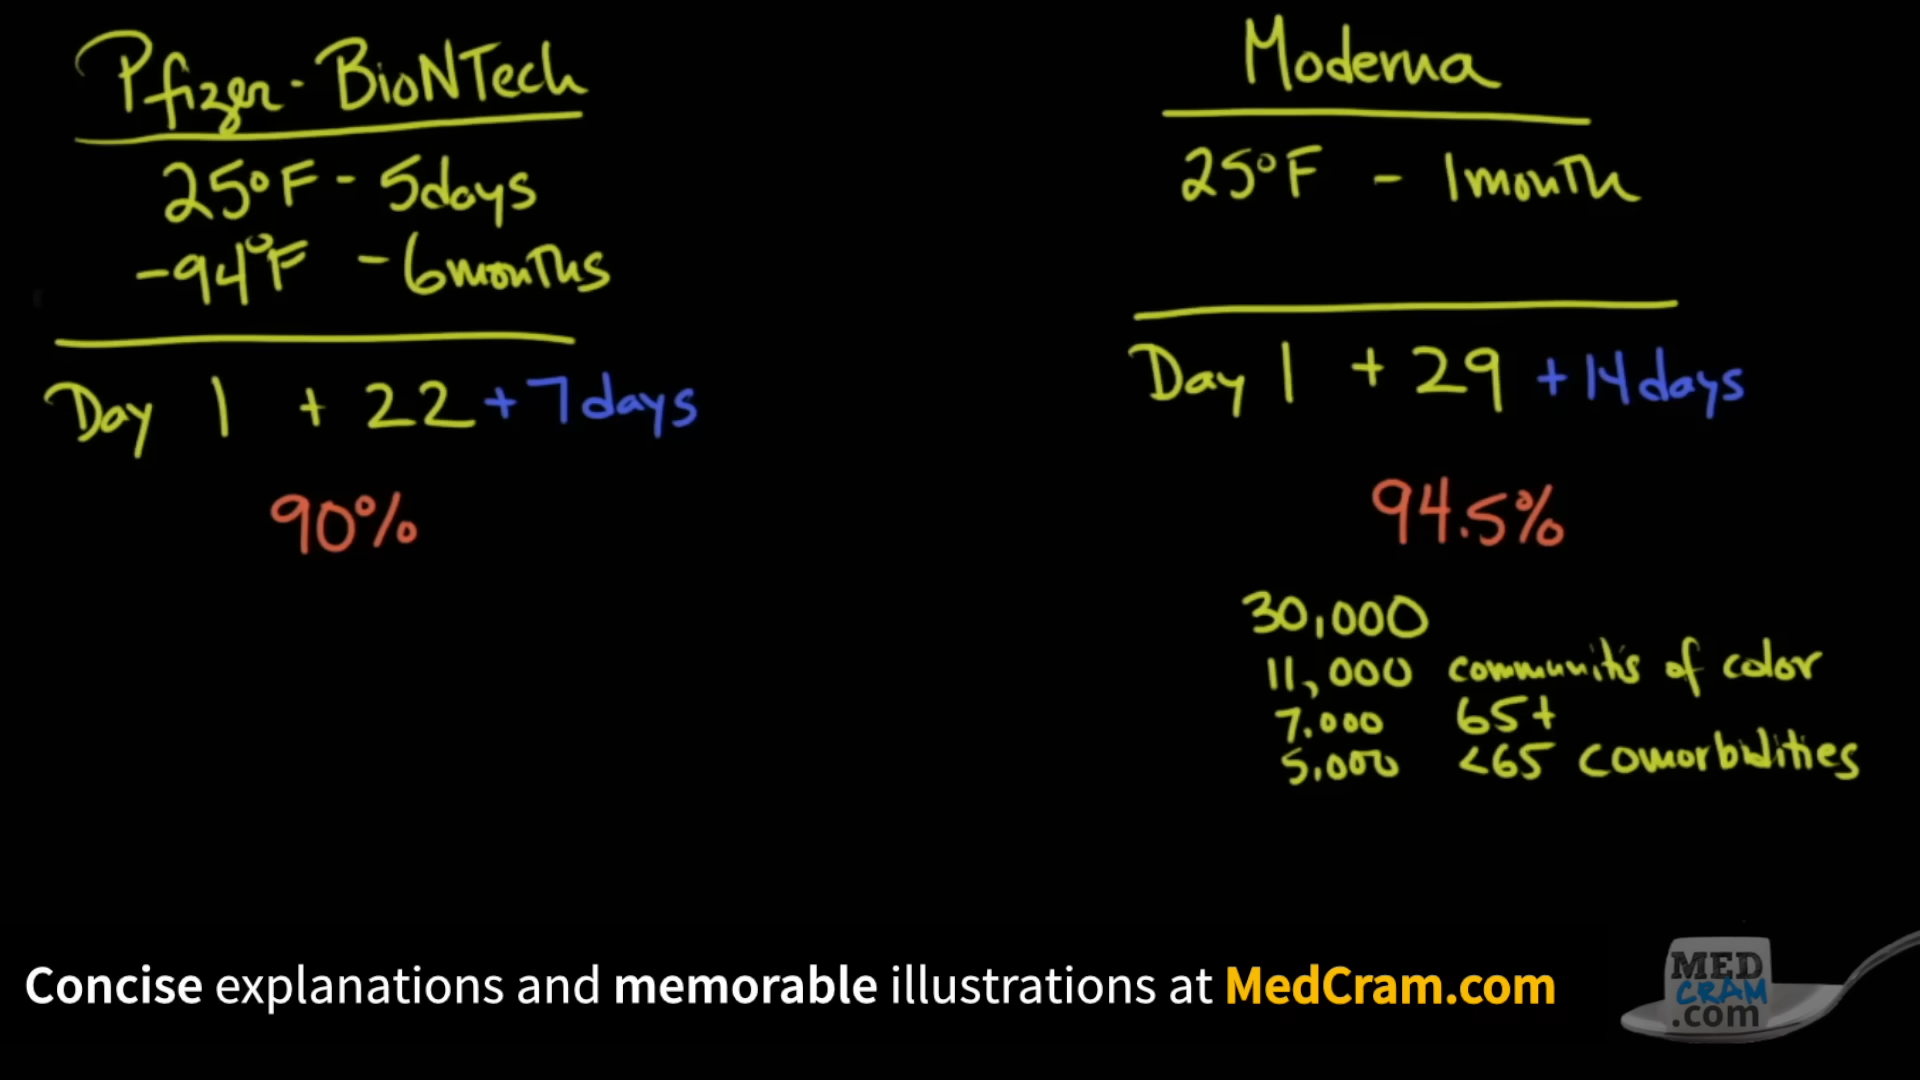 Pfizer-BioNTech
25°F - 5days
-94°F - 6months
Day 1 + 22 + 7days
90%
Moderna
25°F - 1month
Day 1 + 29 + 14days
94.5%
30,000
11,000 communitis of color
7.000 65+
5,000 <65 comorbidities
Concise explanations and memorable illustrations at MedCram.com
MED
CRAM
.com